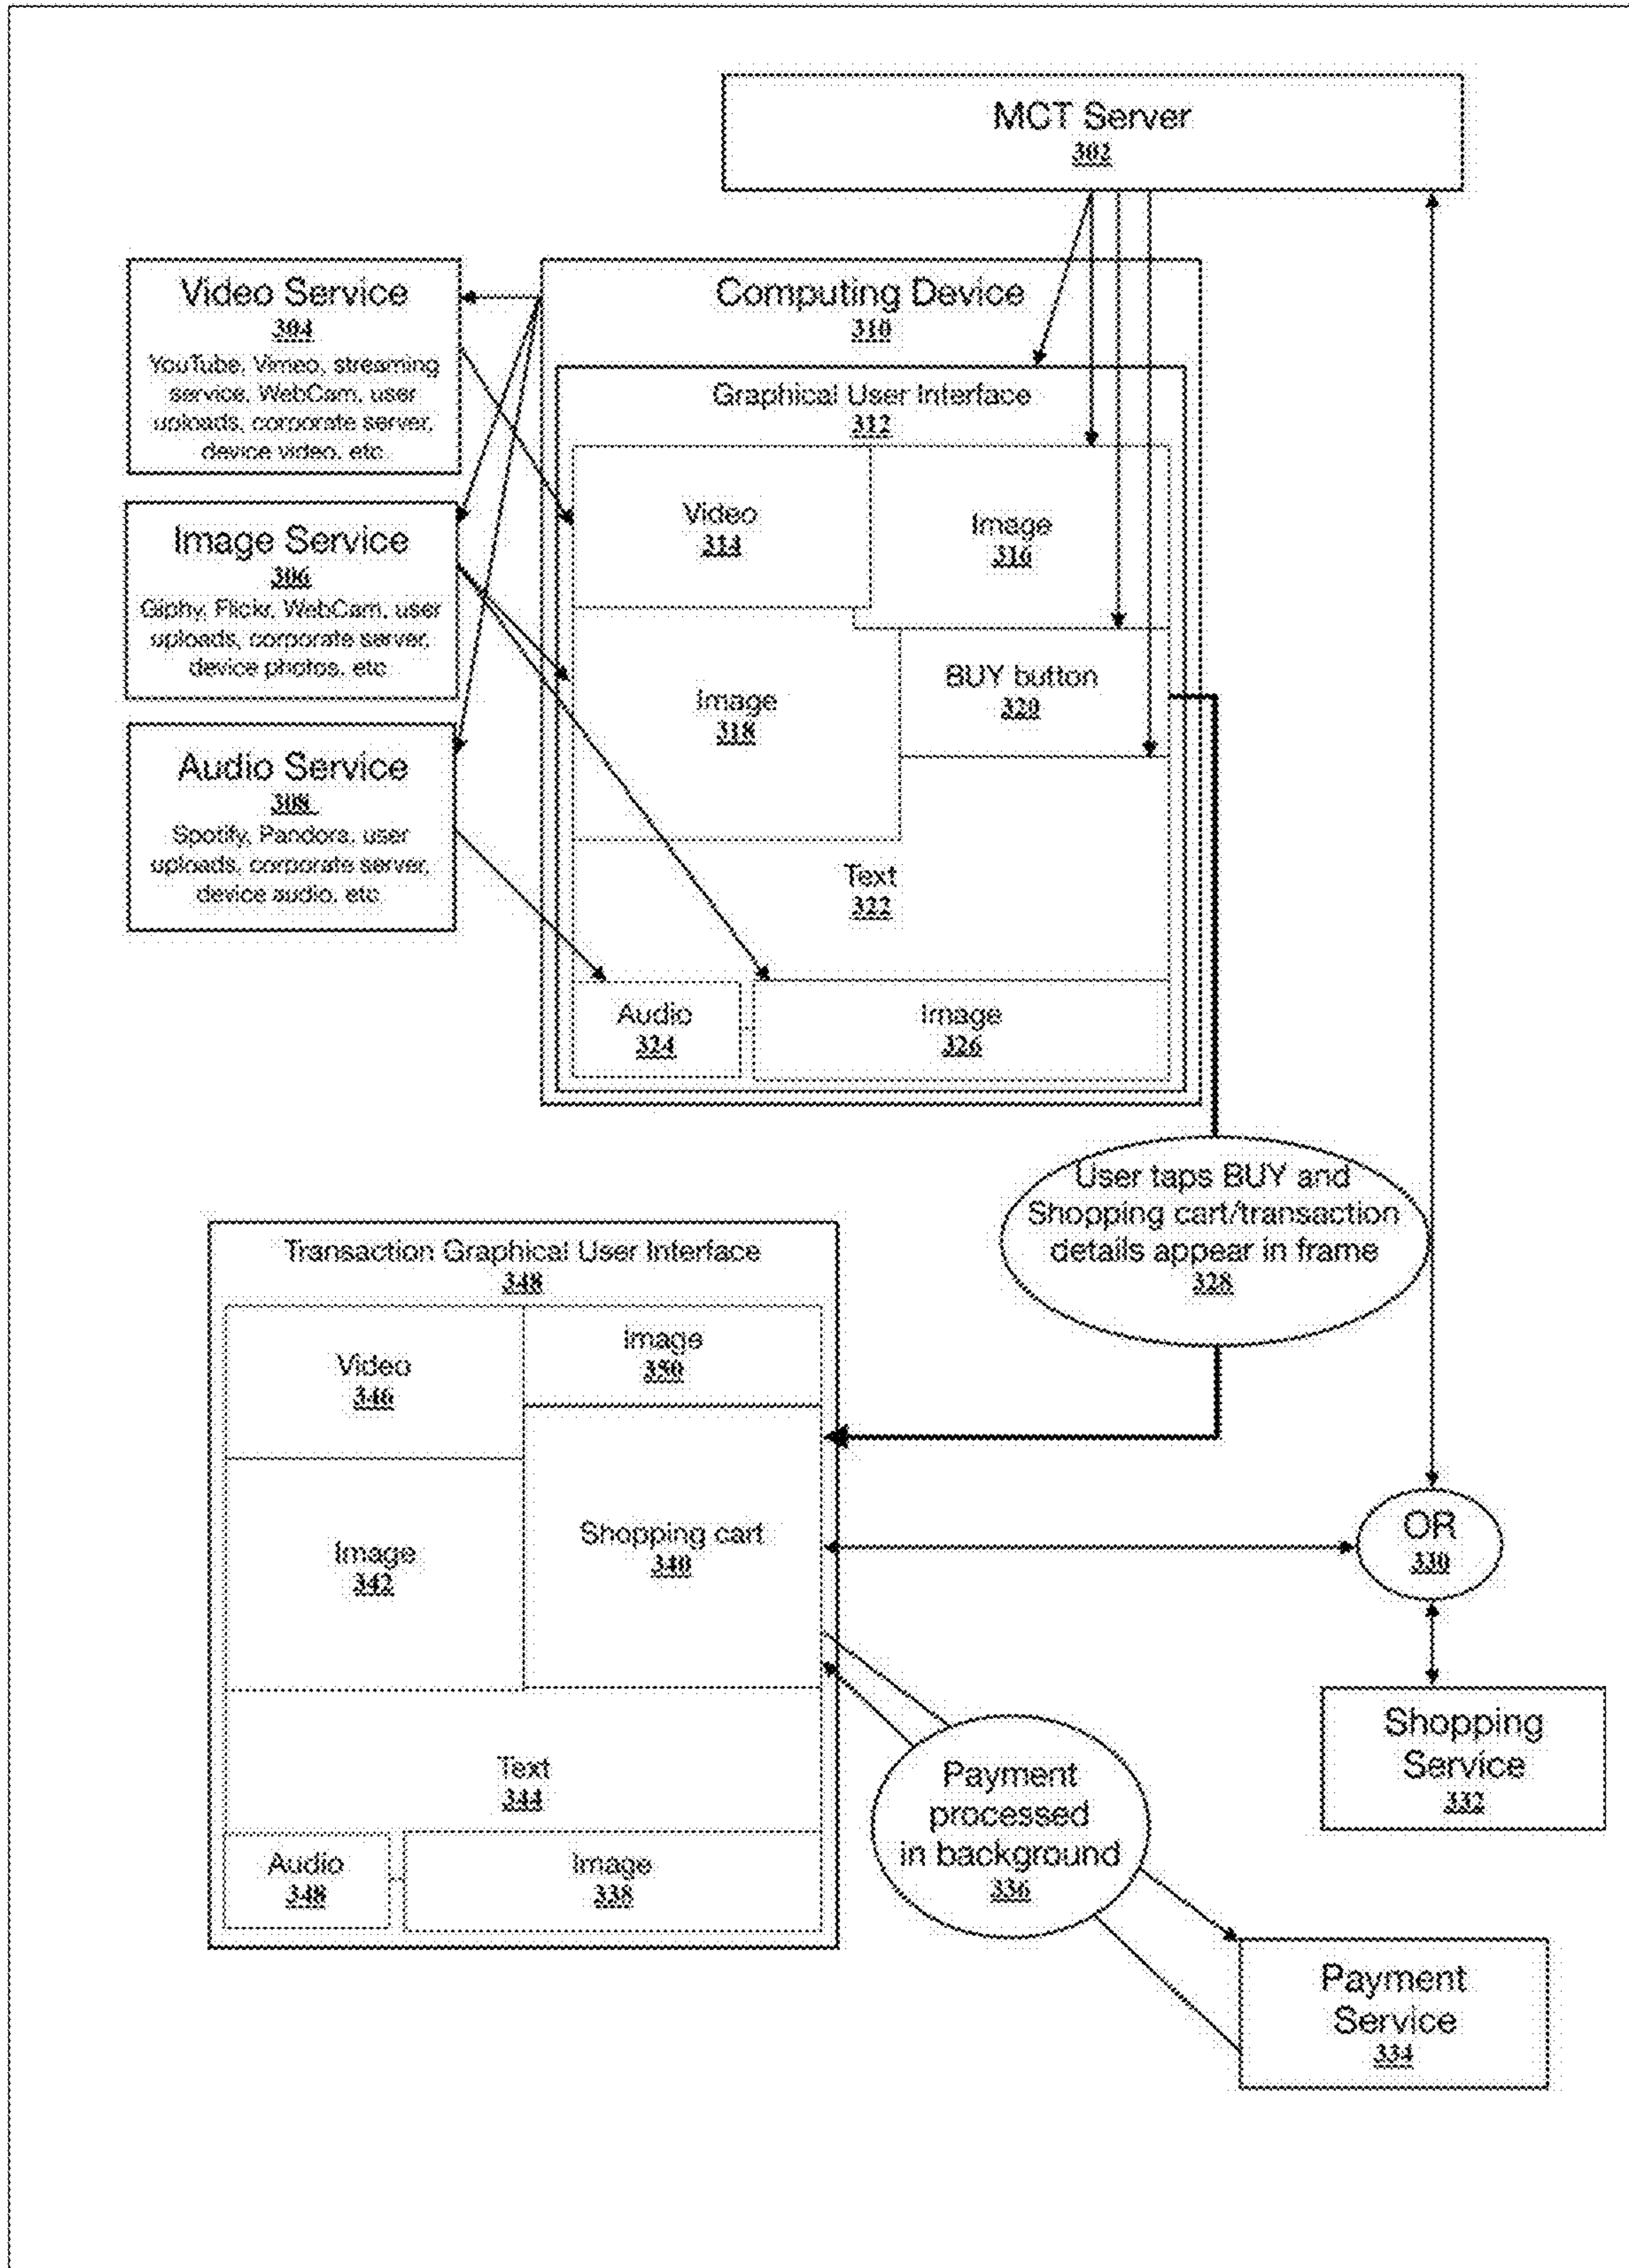 MCT Server
302
Video Service
304
YouTube, Vimeo, streaming
service, WebCam, user
uploads, corporate server,
device video, etc
Computing Device
310
Graphical User Interface
312
Video
314
Image
316
Image Service
306
Giphy, Flickr, WebCam, user
uploads, corporate server,
device photos, etc
Image
318
BUY button
320
Audio Service
308
Spotify, Pandora, user
uploads, corporate server,
device audio, etc
Text
322
Audio
324
Image
326
User taps BUY and
Shopping cart/transaction
details appear in frame
328
Transaction Graphical User Interface
348
Video
346
Image
350
Image
342
Shopping cart
340
OR
330
Text
344
Audio
348
Image
338
Payment
processed
in background
336
Shopping
Service
332
Payment
Service
334